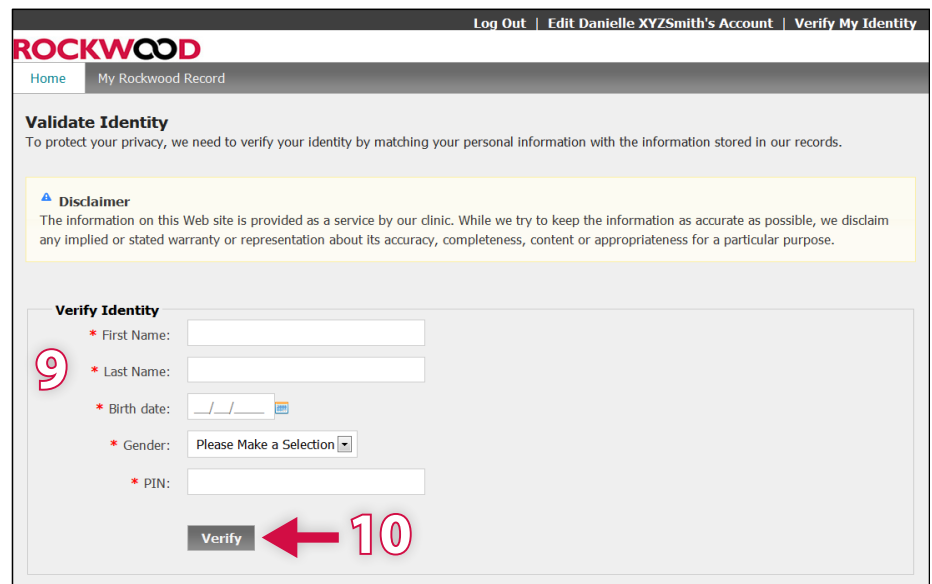 Log Out | Edit Danielle XYZSmith's Account | Verify My Identity
ROCKWOOD
Home My Rockwood Record
Validate Identity
To protect your privacy, we need to verify your identity by matching your personal information with the information stored in our records.
Disclaimer
The information on this Web site is provided as a service by our clinic. While we try to keep the information as accurate as possible, we disclaim
any implied or stated warranty or representation about its accuracy, completeness, content or appropriateness for a particular purpose.
Verify Identity
* First Name:
9
* Last Name:
* Birth date: __/__/____
* Gender: Please Make a Selection
* PIN:
Verify 10